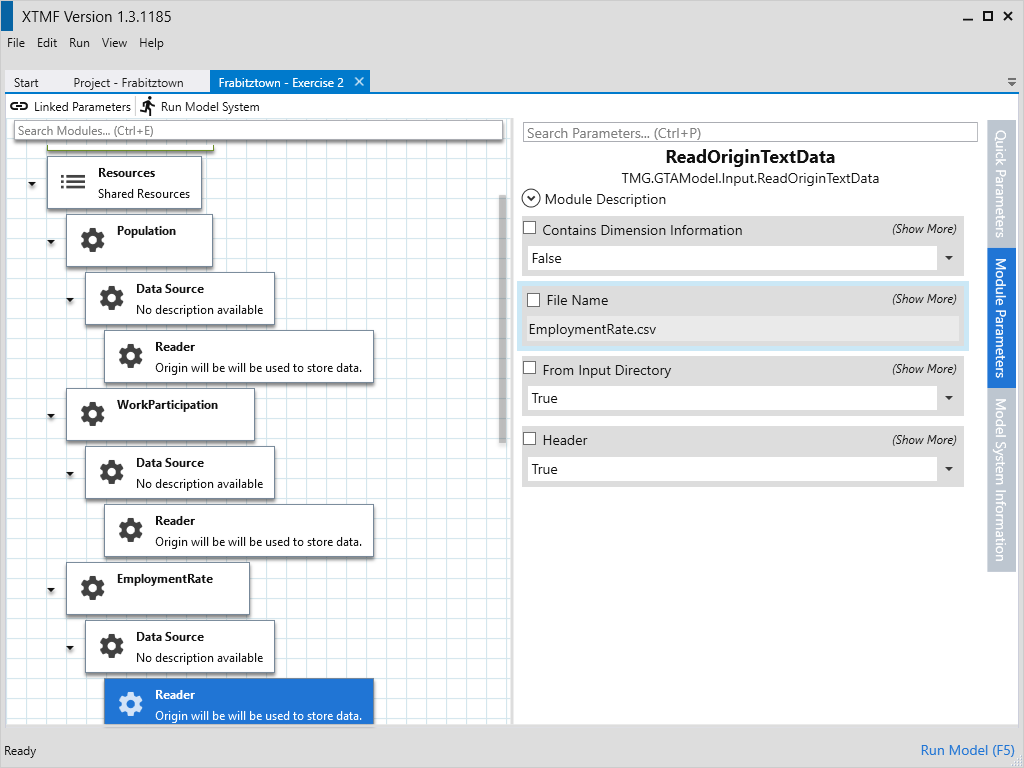 XTMF Version 1.3.1185
File Edit Run View Help
Start Project - Frabitztown Frabitztown - Exercise 2
Linked Parameters Run Model System
Search Modules... (Ctrl+E)
Resources
Shared Resources
Population
Data Source
No description available
Reader
Origin will be will be used to store data.
WorkParticipation
Data Source
No description available
Reader
Origin will be will be used to store data.
EmploymentRate
Data Source
No description available
Reader
Origin will be will be used to store data.
Search Parameters... (Ctrl+P)
ReadOriginTextData
TMG.GTAModel.Input.ReadOriginTextData
Module Description
Contains Dimension Information (Show More)
False
File Name (Show More)
EmploymentRate.csv
From Input Directory (Show More)
True
Header (Show More)
True
Quick Parameters
Module Parameters
Model System Information
Ready
Run Model (F5)